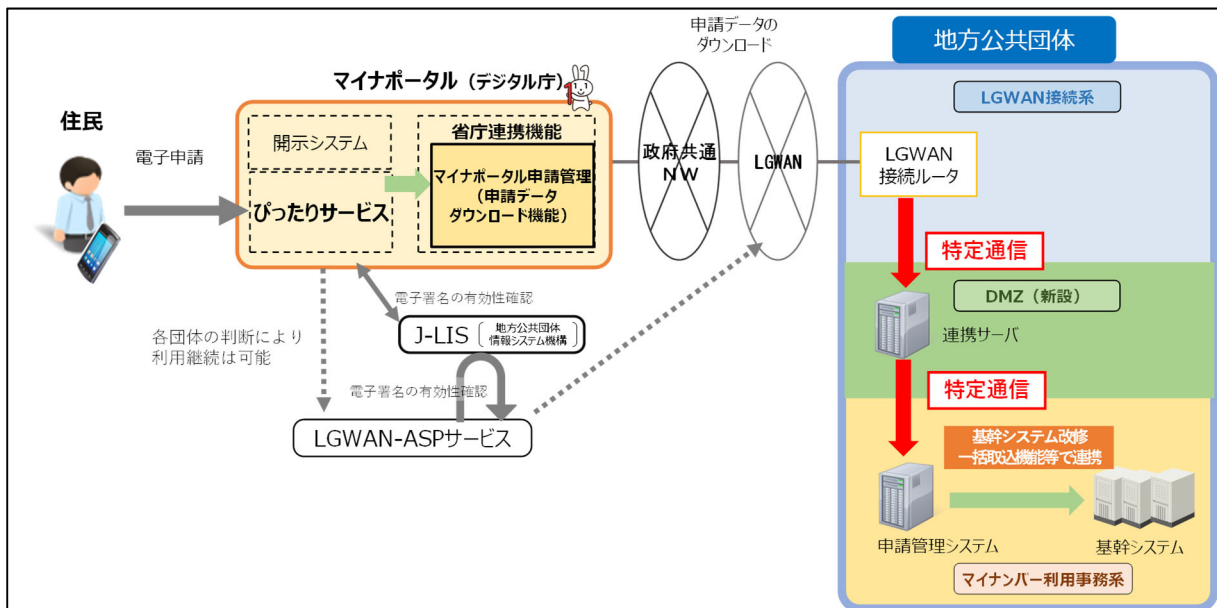 申請データの
ダウンロード
地方公共団体
マイナポータル（デジタル庁）
LGWAN接続系
住民
電子申請
開示システム
省庁連携機能
ぴったりサービス
マイナポータル申請管理
（申請データ
ダウンロード機能）
政府共通
NW
LGWAN
LGWAN
接続ルータ
特定通信
DMZ（新設）
連携サーバ
電子署名の有効性確認
各団体の判断により
利用継続は可能
J-LIS
地方公共団体
情報システム機構
電子署名の有効性確認
LGWAN-ASPサービス
特定通信
基幹システム改修
一括取込機能等で連携
申請管理システム
基幹システム
マイナンバー利用事務系